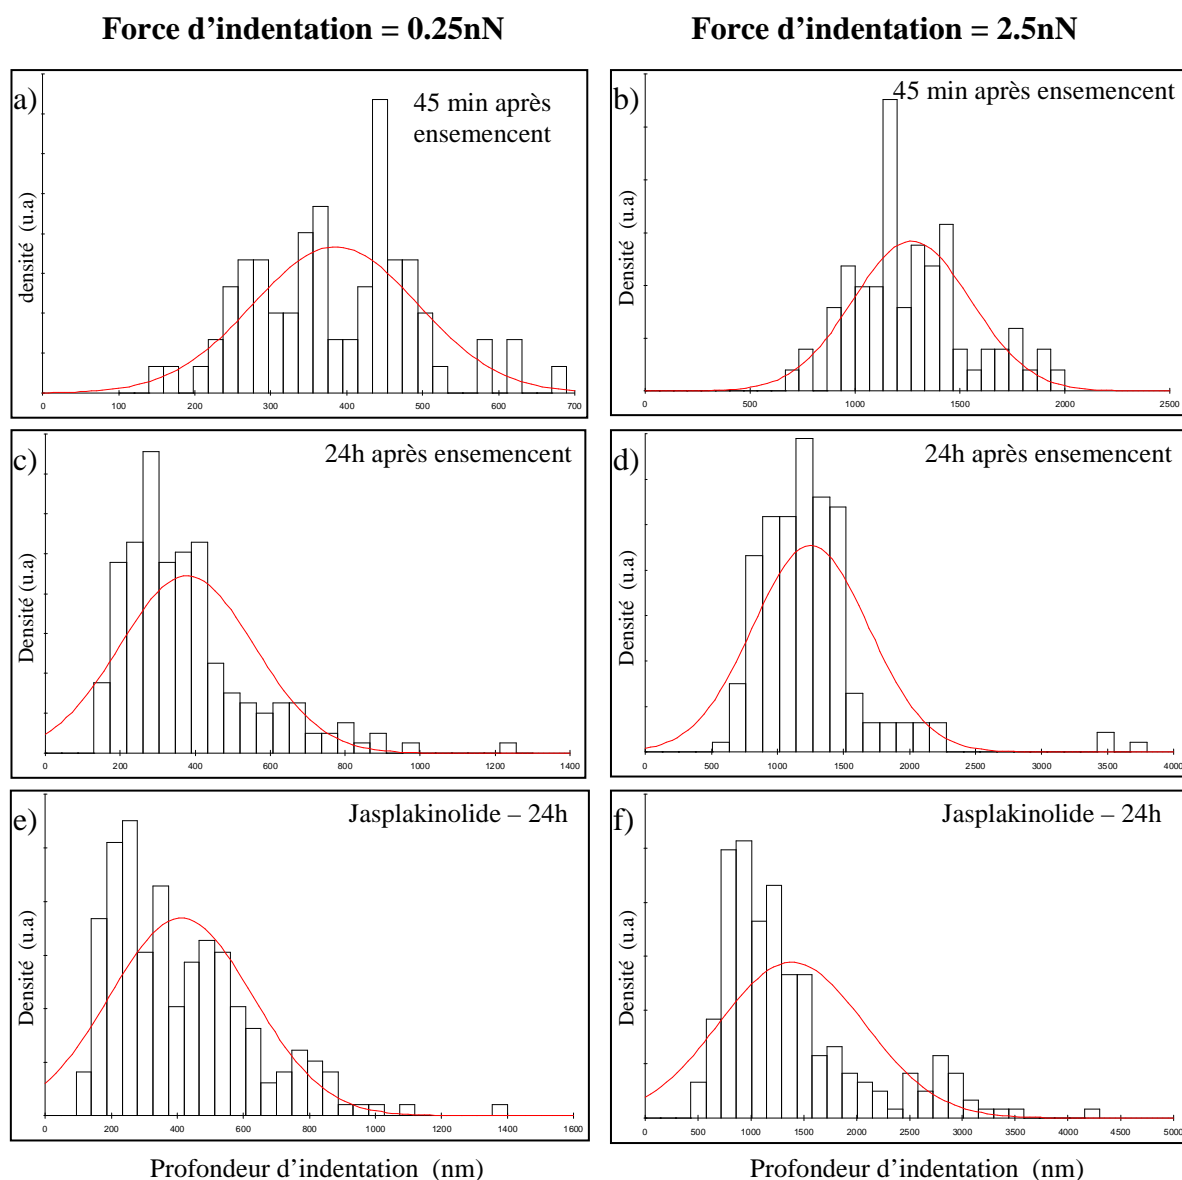 Force d'indentation = 0.25nN
Force d'indentation = 2.5nN
a)
45 min après
ensemencent
densité (u.a)
0 100 200 300 400 500 600 700
b)
45 min après ensemencent
Densité (u.a)
0 500 1000 1500 2000 2500
c)
24h après ensemencent
Densité (u.a)
0 200 400 600 800 1000 1200 1400
d)
24h après ensemencent
Densité (u.a)
0 500 1000 1500 2000 2500 3000 3500 4000
e)
Jasplakinolide – 24h
Densité (u.a)
0 200 400 600 800 1000 1200 1400 1600
f)
Jasplakinolide – 24h
Densité (u.a)
0 500 1000 1500 2000 2500 3000 3500 4000 4500 5000
Profondeur d'indentation (nm)
Profondeur d'indentation (nm)